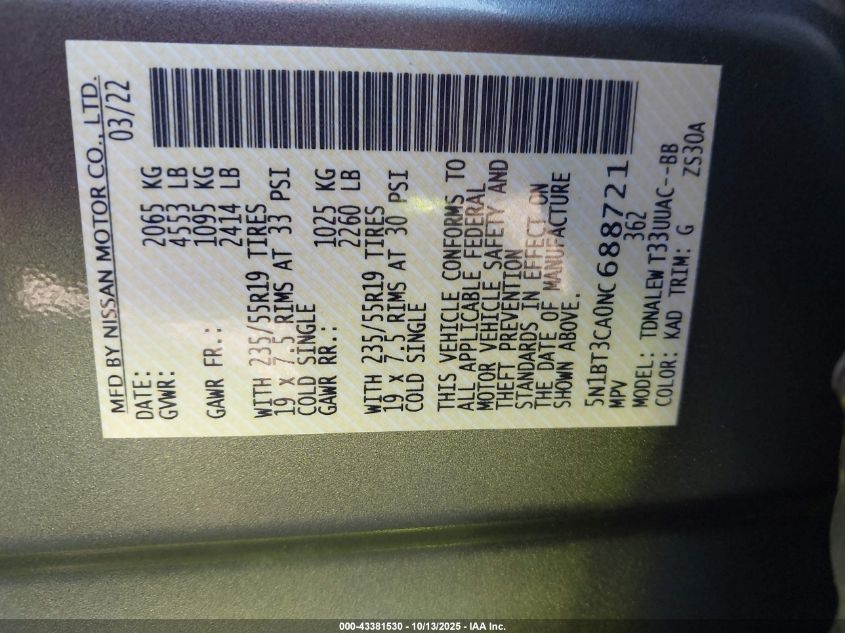 MFD BY NISSAN MOTOR CO., LTD.
DATE: 03/22
GVWR: 2065 KG
4553 LB
GAWR FR.: 1095 KG
2414 LB
WITH 235/55R19 TIRES
19 X 7.5 RIMS AT 33 PSI
COLD SINGLE
GAWR RR.: 1025 KG
2260 LB
WITH 235/55R19 TIRES
19 X 7.5 RIMS AT 30 PSI
COLD SINGLE
THIS VEHICLE CONFORMS TO
ALL APPLICABLE FEDERAL
MOTOR VEHICLE SAFETY AND
THEFT PREVENTION
STANDARDS IN EFFECT ON
THE DATE OF MANUFACTURE
SHOWN ABOVE.
5N1BT3CA0NC688721
MPV 362
MODEL: TDNALEW T33UUAC--BB
COLOR: KAD TRIM: G ZS30A
000-43381530 - 10/13/2025 - IAA Inc.